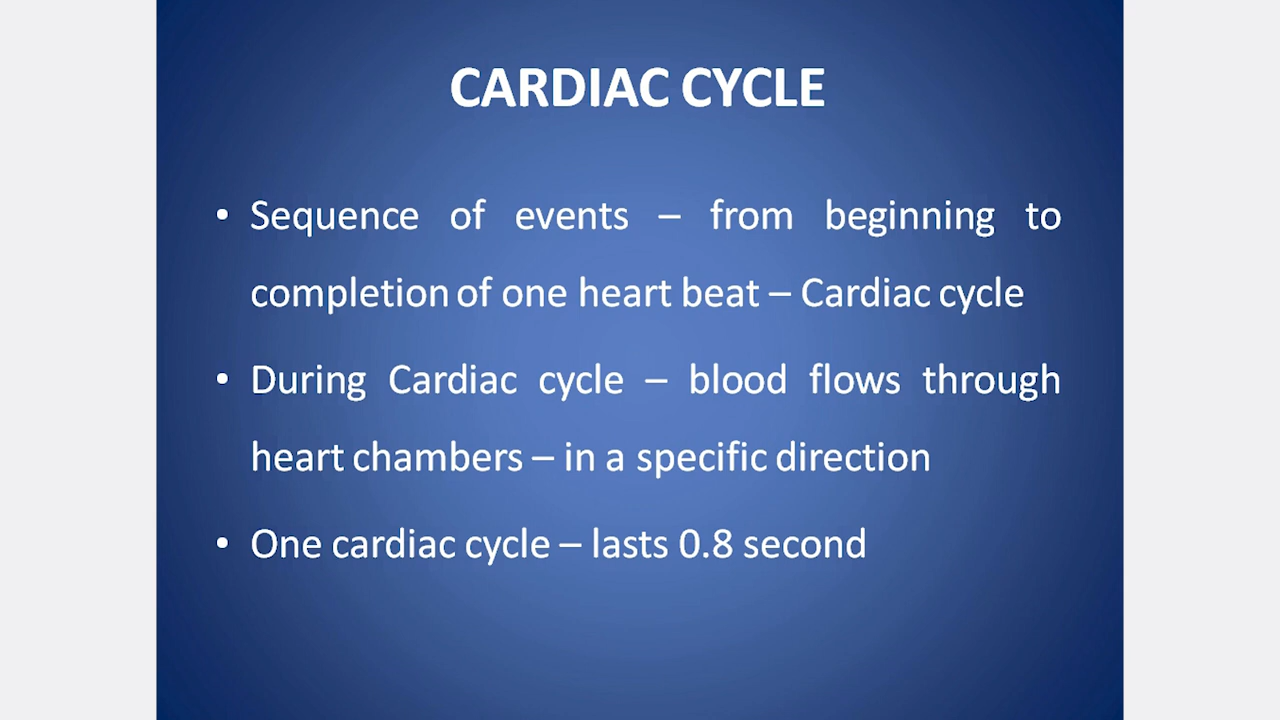 CARDIAC CYCLE
• Sequence of events – from beginning to
completion of one heart beat – Cardiac cycle
• During Cardiac cycle – blood flows through
heart chambers – in a specific direction
• One cardiac cycle – lasts 0.8 second